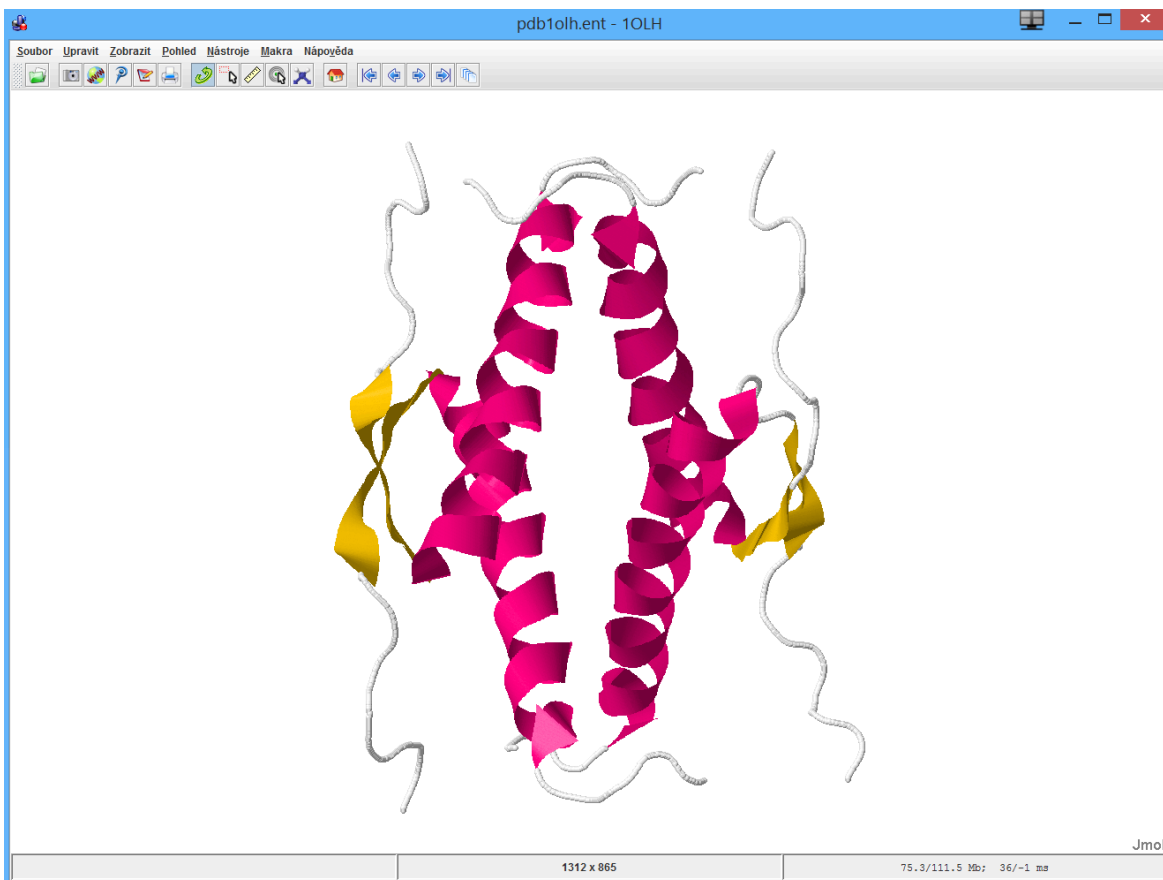 pdb1olh.ent - 1OLH
Soubor Upravit Zobrazit Pohled Nástroje Makra Nápověda
Jmol
1312 x 865 75.3/111.5 Mb; 36/-1 ms